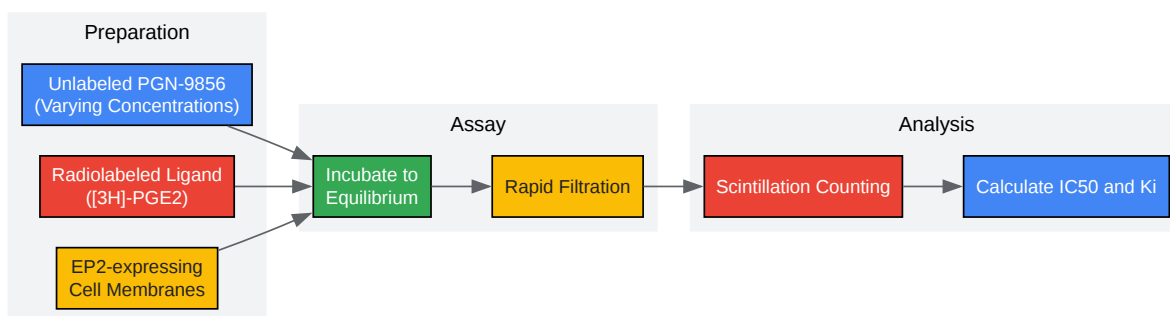 Preparation
Unlabeled PGN-9856
(Varying Concentrations)
Radiolabeled Ligand
([3H]-PGE2)
EP2-expressing
Cell Membranes
Assay
Incubate to
Equilibrium
Rapid Filtration
Analysis
Scintillation Counting
Calculate IC50 and Ki